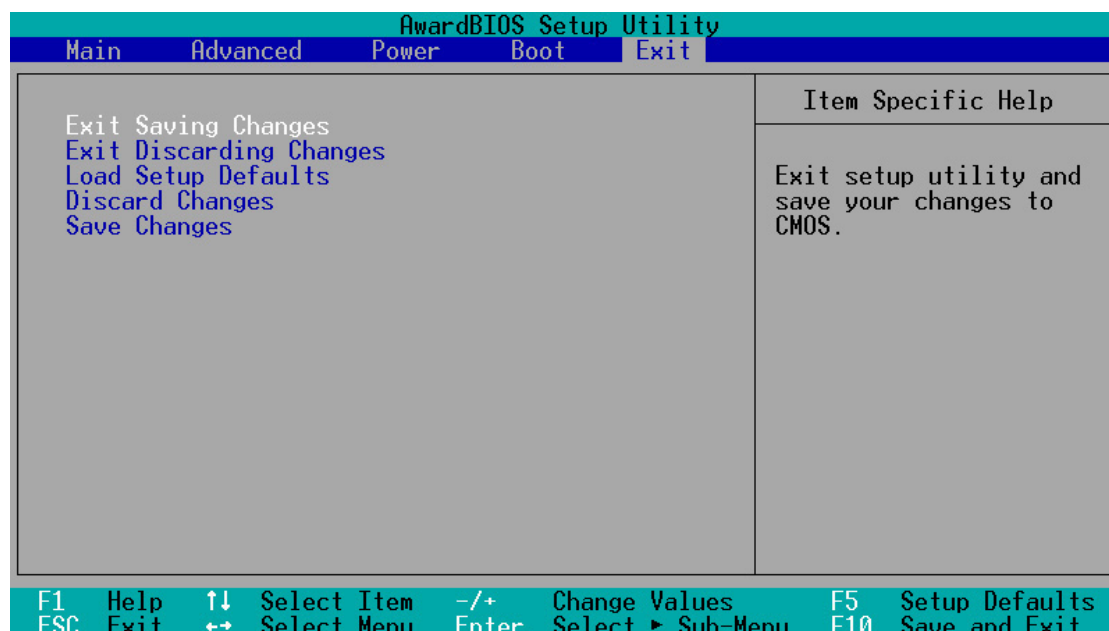 AwardBIOS Setup Utility
Main Advanced Power Boot Exit
Exit Saving Changes
Exit Discarding Changes
Load Setup Defaults
Discard Changes
Save Changes
Item Specific Help
Exit setup utility and
save your changes to
CMOS.
F1 Help ↑↓ Select Item -/+ Change Values F5 Setup Defaults
ESC Exit ←→ Select Menu Enter Select ► Sub-Menu F10 Save and Exit